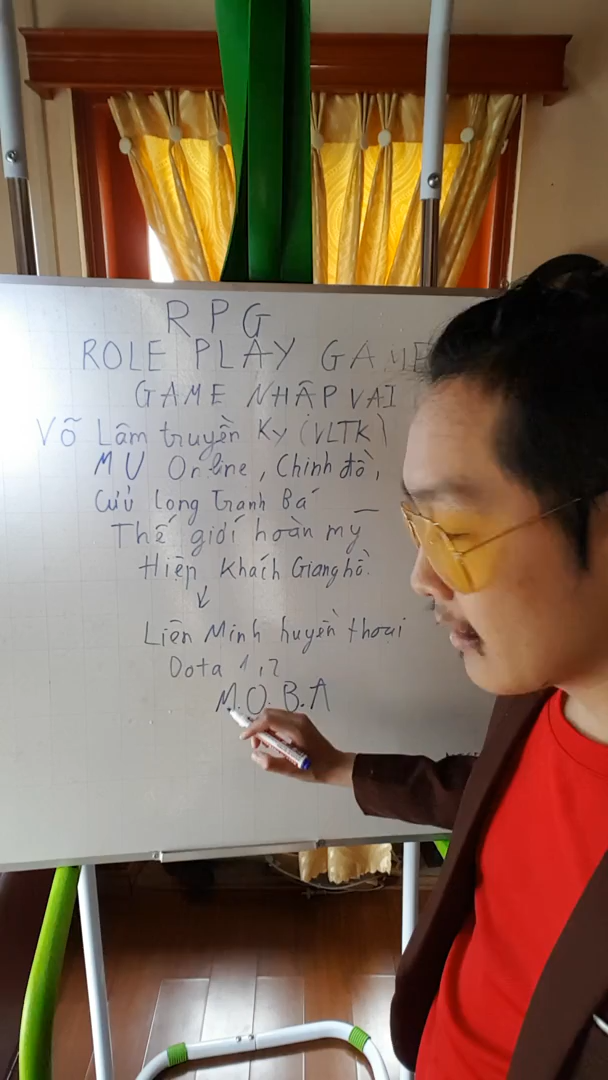 RPG
ROLE PLAY GAME
GAME NHẬP VAI
Võ Lâm truyền Kỳ (VLTK)
MU Online, Chinh đồ,
Cửu Long Tranh Bá
Thế giới hoàn mỹ
Hiệp Khách Giang hồ.
↓
Liên Minh huyền thoại
Dota 1,2
M.O.B.A